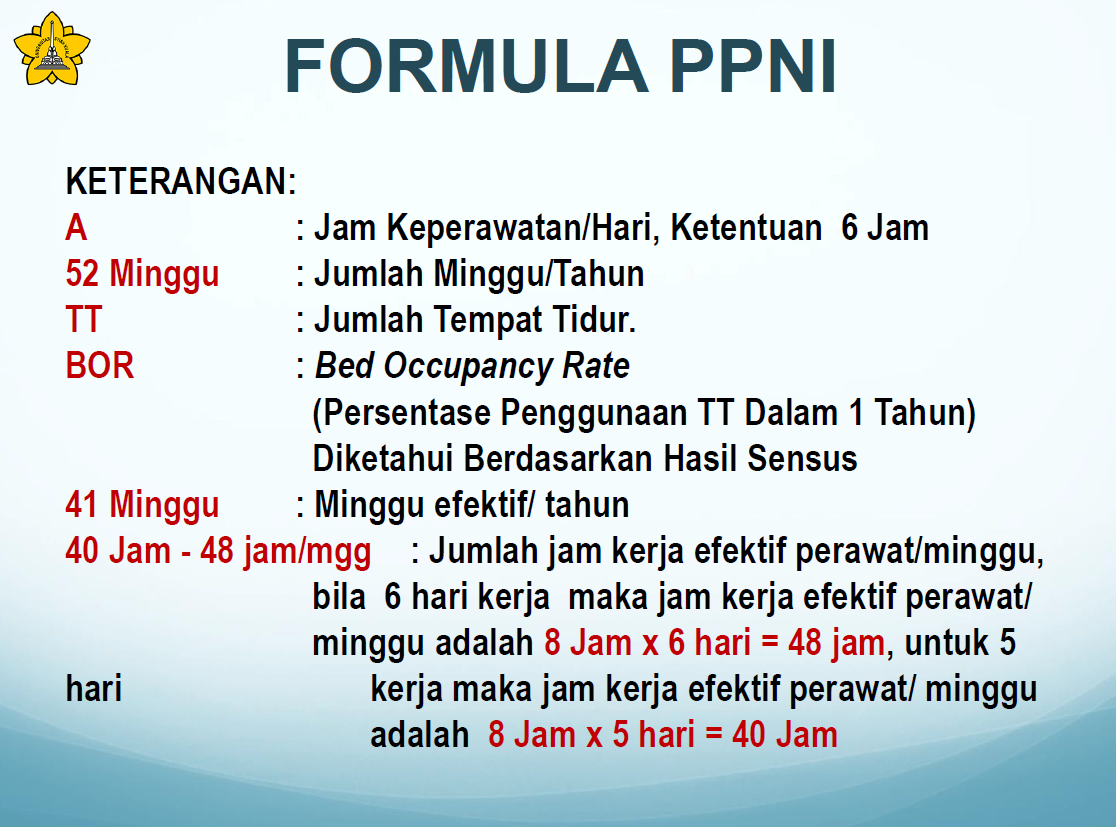 FORMULA PPNI
KETERANGAN:
A : Jam Keperawatan/Hari, Ketentuan 6 Jam
52 Minggu : Jumlah Minggu/Tahun
TT : Jumlah Tempat Tidur.
BOR : Bed Occupancy Rate
(Persentase Penggunaan TT Dalam 1 Tahun)
Diketahui Berdasarkan Hasil Sensus
41 Minggu : Minggu efektif/ tahun
40 Jam - 48 jam/mgg : Jumlah jam kerja efektif perawat/minggu,
bila 6 hari kerja maka jam kerja efektif perawat/
minggu adalah 8 Jam x 6 hari = 48 jam, untuk 5
hari kerja maka jam kerja efektif perawat/ minggu
adalah 8 Jam x 5 hari = 40 Jam